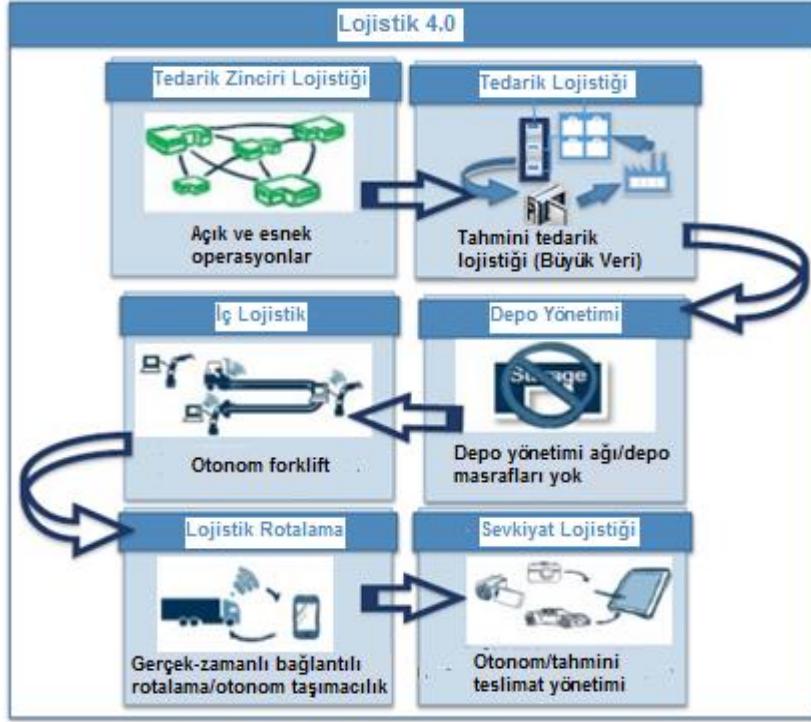 Lojistik 4.0
Tedarik Zinciri Lojistiği
Açık ve esnek
operasyonlar
Tedarik Lojistiği
Tahmini tedarik
lojistiği (Büyük Veri)
Depo Yönetimi
Storage
Depo yönetimi ağı/depo
masrafları yok
İç Lojistik
Otonom forklift
Lojistik Rotalama
Gerçek-zamanlı bağlantılı
rotalama/otonom taşımacılık
Sevkiyat Lojistiği
Otonom/tahmini
teslimat yönetimi